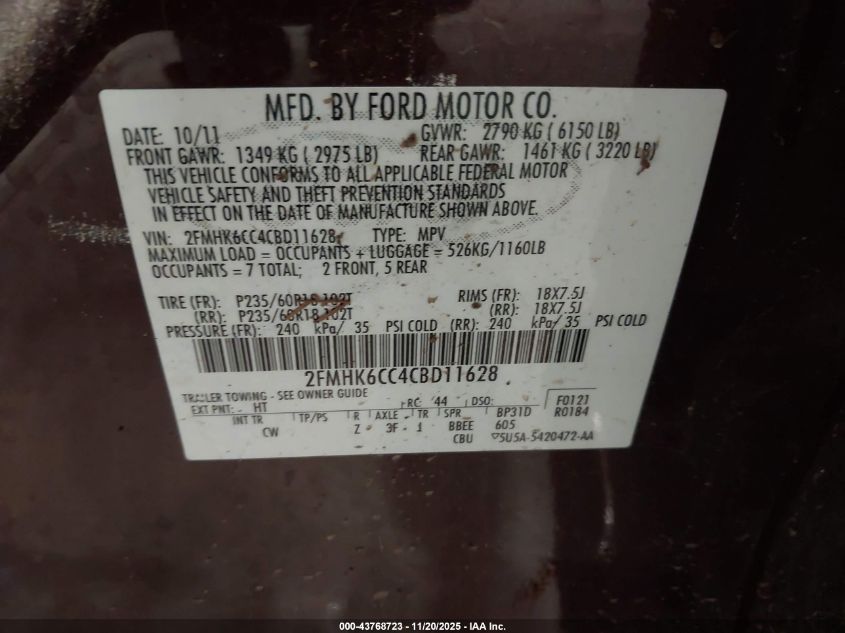 MFD. BY FORD MOTOR CO.
DATE: 10/11 GVWR: 2790 KG ( 6150 LB)
FRONT GAWR: 1349 KG ( 2975 LB) REAR GAWR: 1461 KG ( 3220 LB)
THIS VEHICLE CONFORMS TO ALL APPLICABLE FEDERAL MOTOR
VEHICLE SAFETY AND THEFT PREVENTION STANDARDS
IN EFFECT ON THE DATE OF MANUFACTURE SHOWN ABOVE.
VIN: 2FMHK6CC4CBD11628 TYPE: MPV
MAXIMUM LOAD = OCCUPANTS + LUGGAGE = 526KG/1160LB
OCCUPANTS = 7 TOTAL; 2 FRONT, 5 REAR
TIRE (FR): P235/60R18 102T RIMS (FR): 18X7.5J
(RR): P235/60R18 102T (RR): 18X7.5J
PRESSURE (FR): 240 kPa/ 35 PSI COLD (RR): 240 kPa/ 35 PSI COLD
2FMHK6CC4CBD11628
TRAILER TOWING - SEE OWNER GUIDE
EXT PNT: HT RC: 44 DSO: F0121
INT TR TP/PS R AXLE TR SPR BP31D R0184
CW Z 3F 1 BBEE 605
CBU 5U5A-5420472-AA
000-43768723 - 11/20/2025 - IAA Inc.